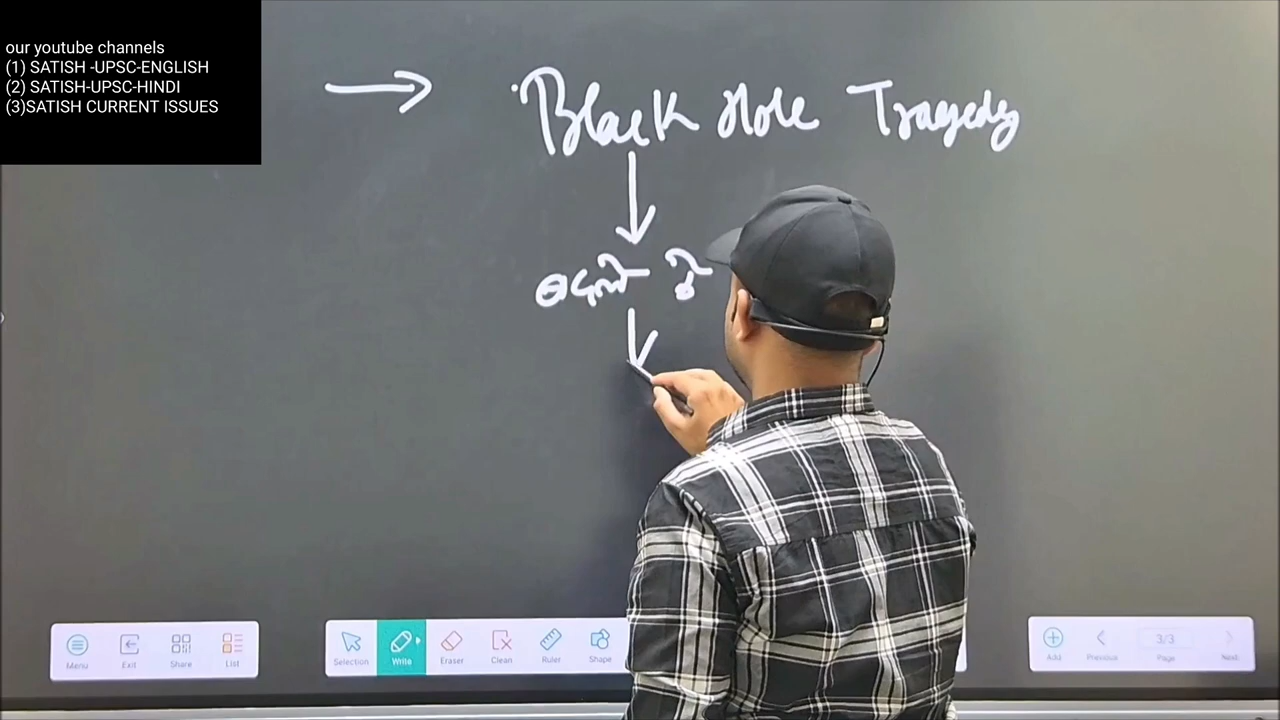 our youtube channels
(1) SATISH -UPSC-ENGLISH
(2) SATISH-UPSC-HINDI
(3)SATISH CURRENT ISSUES
Black Hole Tragedy
Menu
Exit
Share
List
Selection
Write
Eraser
Clean
Ruler
Shape
Add
Previous
3/3
Page
Next